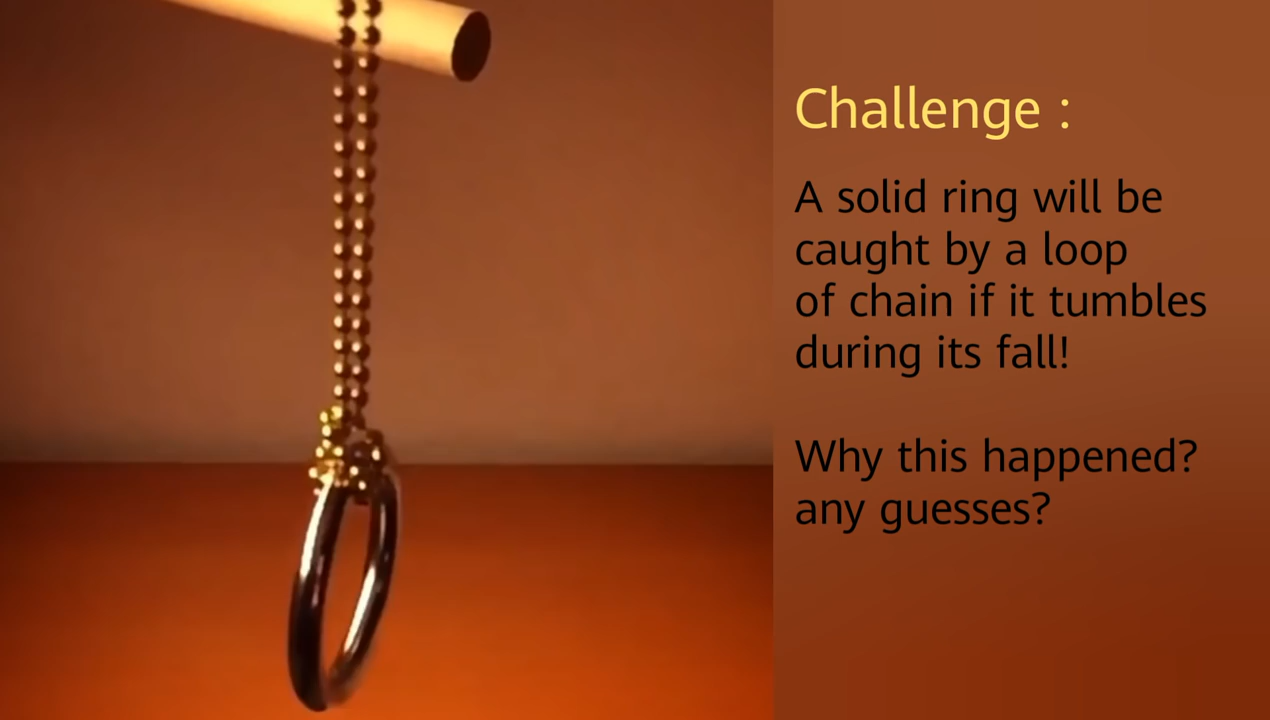 Challenge :
A solid ring will be
caught by a loop
of chain if it tumbles
during its fall!
Why this happened?
any guesses?